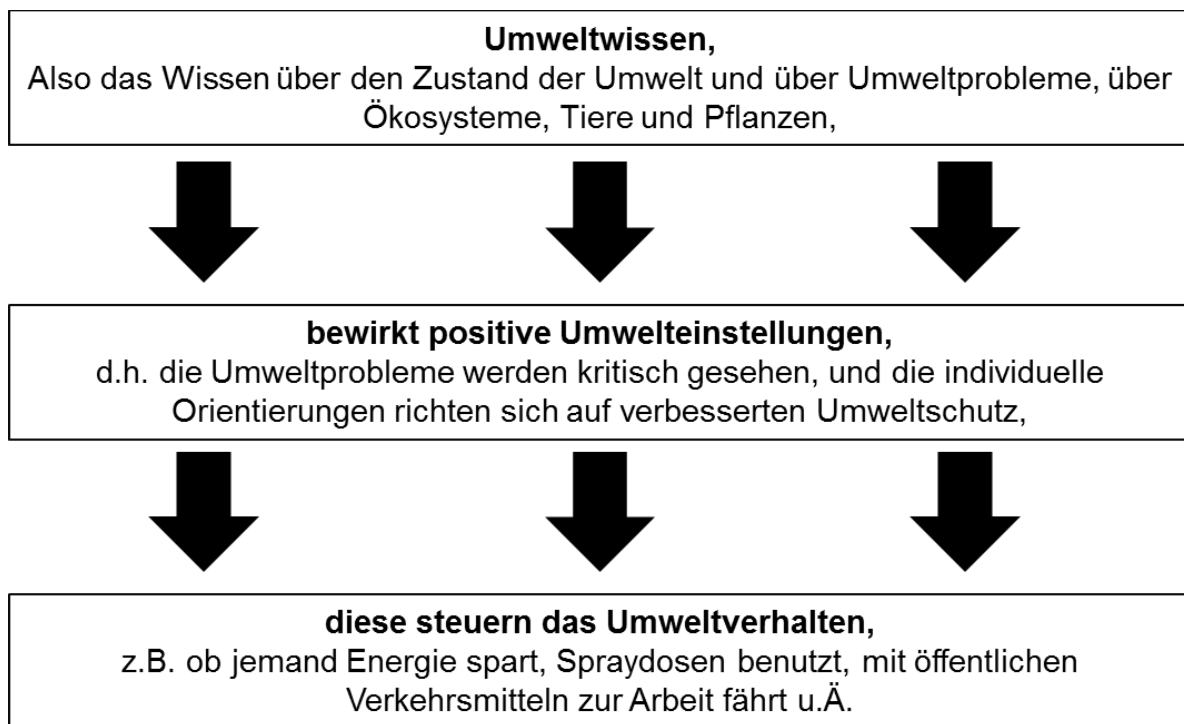 Umweltwissen,
Also das Wissen über den Zustand der Umwelt und über Umweltprobleme, über
Ökosysteme, Tiere und Pflanzen,
bewirkt positive Umwelteinstellungen,
d.h. die Umweltprobleme werden kritisch gesehen, und die individuelle
Orientierungen richten sich auf verbesserten Umweltschutz,
diese steuern das Umweltverhalten,
z.B. ob jemand Energie spart, Spraydosen benutzt, mit öffentlichen
Verkehrsmitteln zur Arbeit fährt u.Ä.